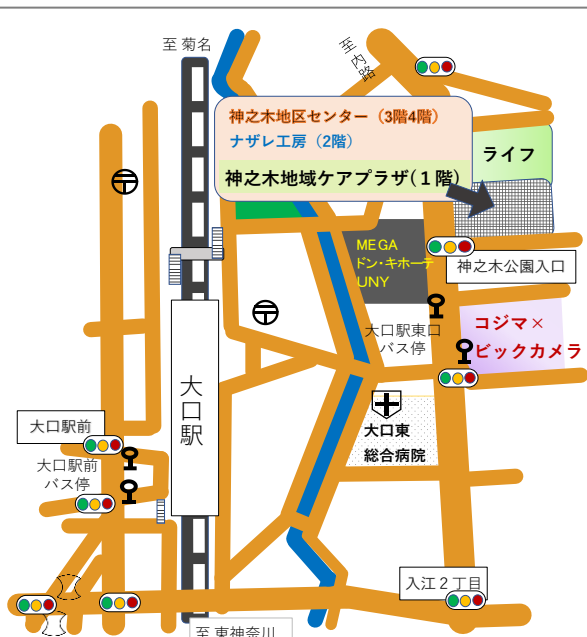 至 菊名
至内路
神之木地区センター（3階4階）
ナザレ工房（2階）
神之木地域ケアプラザ(１階)
ライフ
MEGA
ドン・キホーテ
UNY
神之木公園入口
大口駅東口
バス停
コジマ×
ビックカメラ
大口駅
大口駅前
大口駅前
バス停
大口東
総合病院
入江２丁目
至 東神奈川